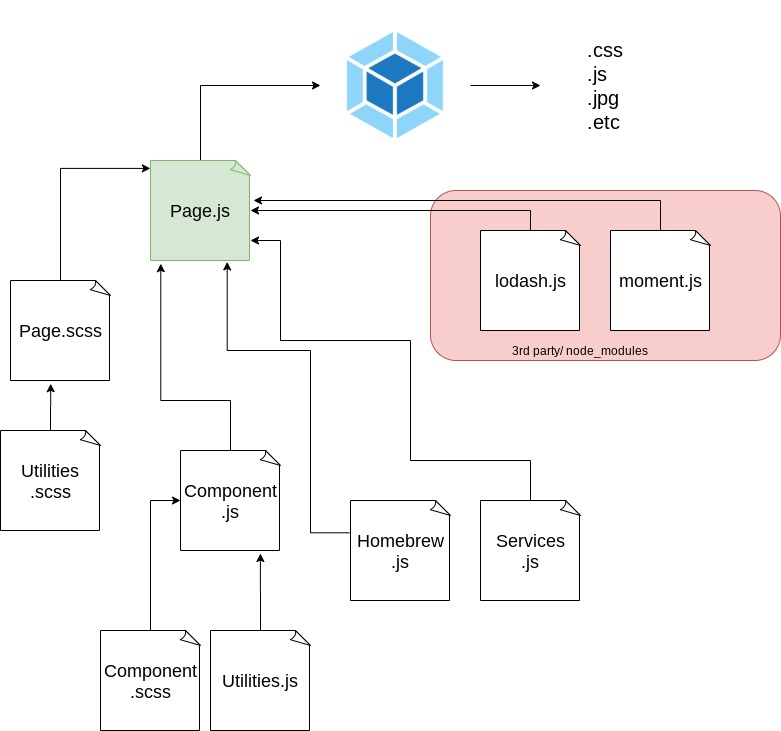 .css
.js
.jpg
.etc
Page.js
lodash.js
moment.js
3rd party/ node_modules
Page.scss
Utilities
.scss
Component
.js
Homebrew
.js
Services
.js
Component
.scss
Utilities.js